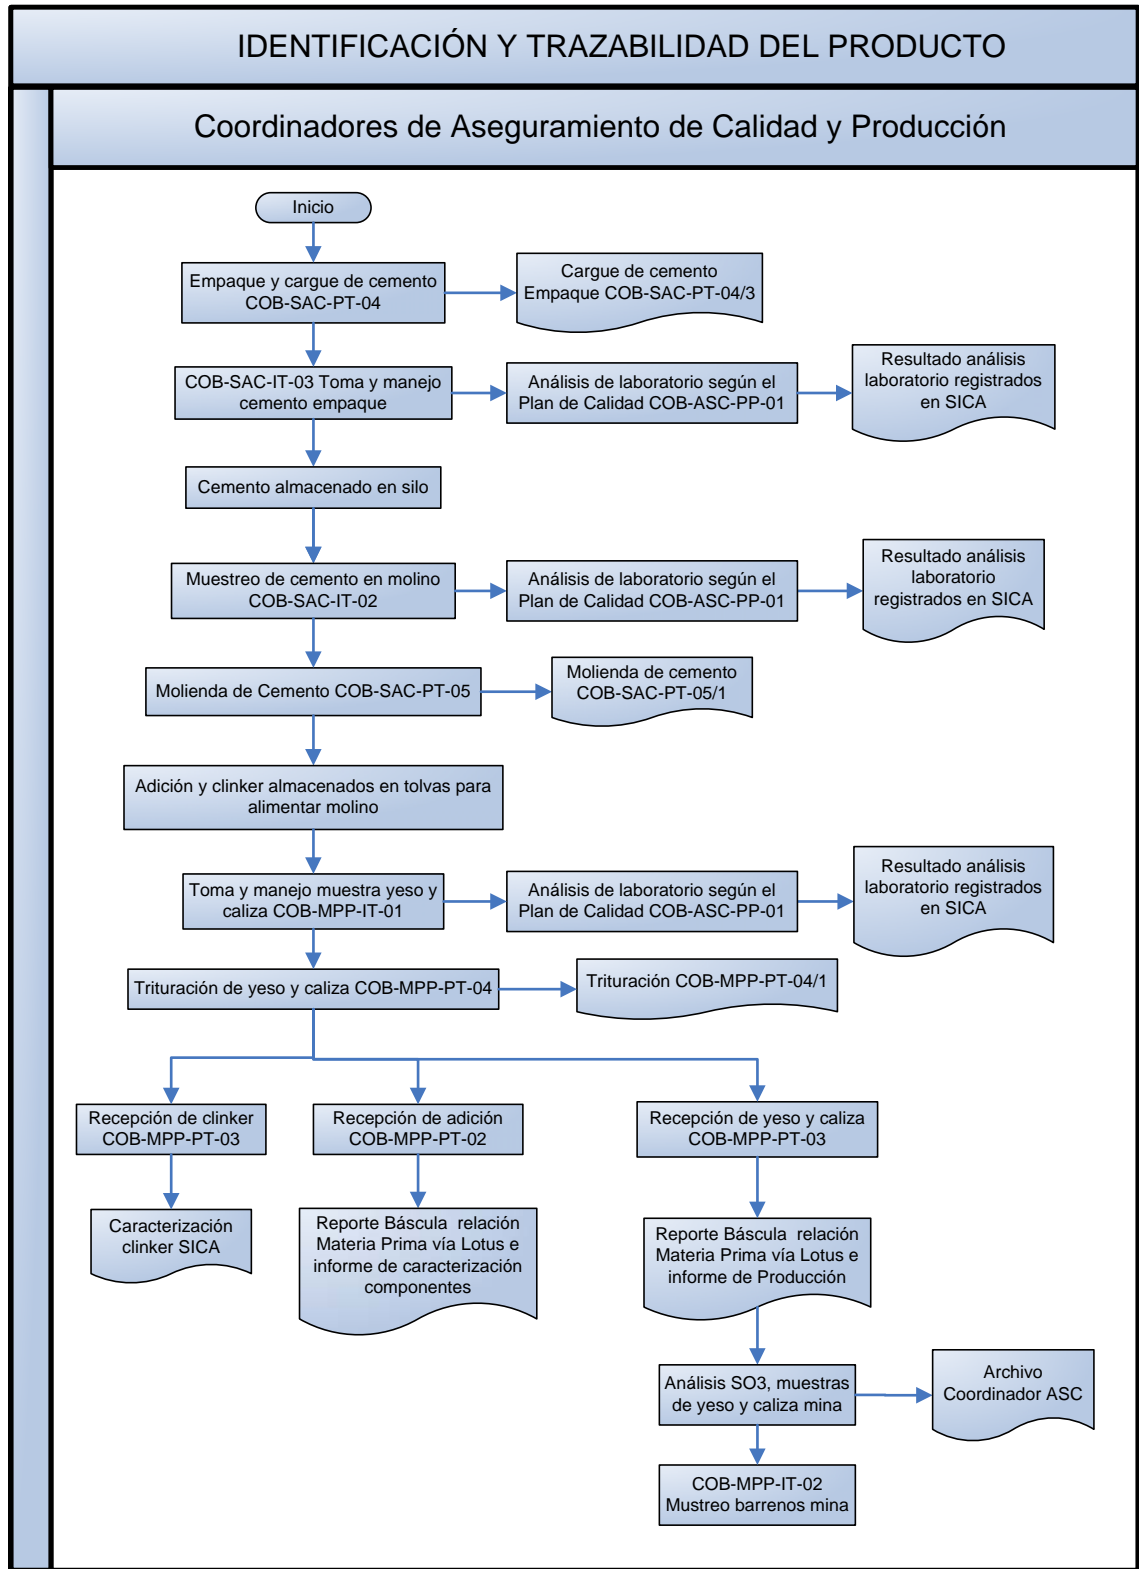 IDENTIFICACIÓN Y TRAZABILIDAD DEL PRODUCTO
Coordinadores de Aseguramiento de Calidad y Producción
Inicio
Empaque y cargue de cemento
COB-SAC-PT-04
Cargue de cemento
Empaque COB-SAC-PT-04/3
COB-SAC-IT-03 Toma y manejo
cemento empaque
Análisis de laboratorio según el
Plan de Calidad COB-ASC-PP-01
Resultado análisis
laboratorio registrados
en SICA
Cemento almacenado en silo
Muestreo de cemento en molino
COB-SAC-IT-02
Análisis de laboratorio según el
Plan de Calidad COB-ASC-PP-01
Resultado análisis
laboratorio
registrados en SICA
Molienda de Cemento COB-SAC-PT-05
Molienda de cemento
COB-SAC-PT-05/1
Adición y clinker almacenados en tolvas para
alimentar molino
Toma y manejo muestra yeso y
caliza COB-MPP-IT-01
Análisis de laboratorio según el
Plan de Calidad COB-ASC-PP-01
Resultado análisis
laboratorio registrados
en SICA
Trituración de yeso y caliza COB-MPP-PT-04
Trituración COB-MPP-PT-04/1
Recepción de clinker
COB-MPP-PT-03
Recepción de adición
COB-MPP-PT-02
Recepción de yeso y caliza
COB-MPP-PT-03
Caracterización
clinker SICA
Reporte Báscula relación
Materia Prima vía Lotus e
informe de caracterización
componentes
Reporte Báscula relación
Materia Prima vía Lotus e
informe de Producción
Análisis SO3, muestras
de yeso y caliza mina
Archivo
Coordinador ASC
COB-MPP-IT-02
Mustreo barrenos mina